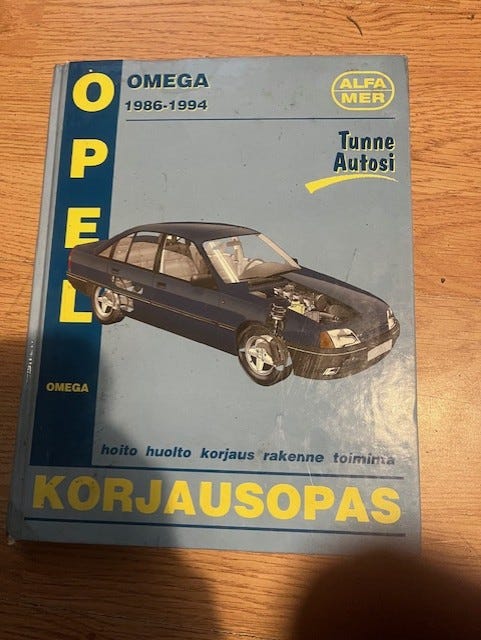 OPEL
OMEGA
1986-1994
ALFA
MER
Tunne
Autosi
OMEGA
hoito huolto korjaus rakenne toiminta
KORJAUSOPAS